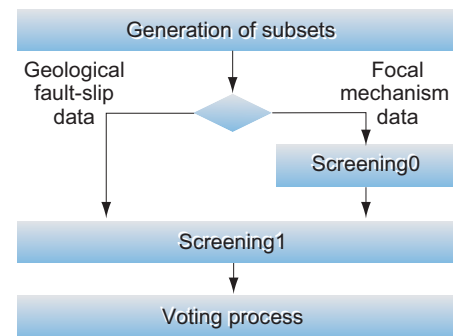 Generation of subsets
Geological
fault-slip
data
Focal
mechanism
data
Screening0
Screening1
Voting process